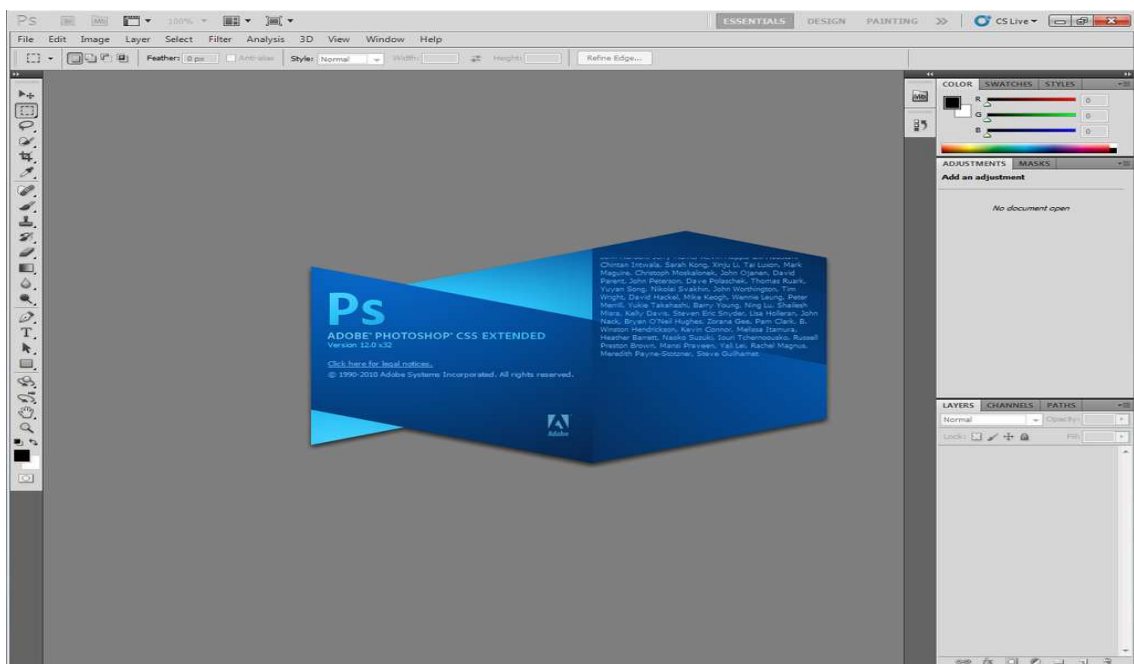 Ps Br Mb 100% ESSENTIALS DESIGN PAINTING CS Live
File Edit Image Layer Select Filter Analysis 3D View Window Help
Feather: 0 px Anti-alias Style: Normal Width: Height: Refine Edge...
COLOR SWATCHES STYLES
Mb
R 0
G 0
B 0
ADJUSTMENTS MASKS
Add an adjustment
No document open
Ps
ADOBE® PHOTOSHOP® CS5 EXTENDED
Version 12.0 x32
Click here for legal notices.
© 1990-2010 Adobe Systems Incorporated. All rights reserved.
Adobe
Chintan Intwala, Sarah Kong, Xinju Li, Tai Luxon, Mark
Maguire, Christoph Moskalonek, John Ojanen, David
Parent, John Peterson, Dave Polaschek, Thomas Ruark,
Yuyan Song, Nikolai Svakhin, John Worthington, Tim
Wright, David Hackel, Mike Keogh, Wennie Leung, Peter
Merrill, Yukie Takahashi, Barry Young, Ning Lu, Shailesh
Misra, Kelly Davis, Steven Eric Snyder, Lisa Holleran, John
Nack, Bryan O'Neil Hughes, Zorana Gee, Pam Clark, B.
Winston Hendrickson, Kevin Connor, Melissa Itamura,
Heather Barrett, Naoko Suzuki, Iouri Tchernoousko, Russell
Preston Brown, Mansi Praveen, Yali Lei, Rachel Magnus,
Meredith Payne-Stotzner, Steve Guilhamet
LAYERS CHANNELS PATHS
Normal Opacity:
Lock: Fill: